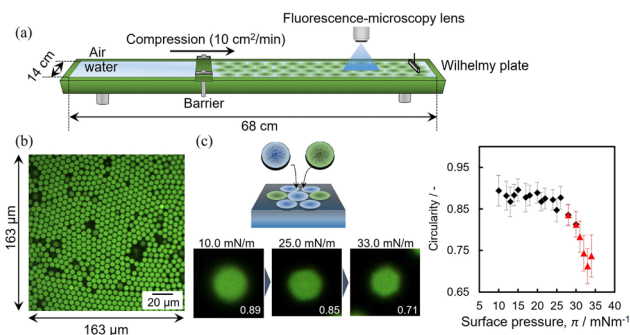 (a)
Fluorescence-microscopy lens
Compression (10 cm²/min)
Air
water
14 cm
Wilhelmy plate
Barrier
68 cm
(b)
163 μm
20 μm
163 μm
(c)
10.0 mN/m
25.0 mN/m
33.0 mN/m
0.89
0.85
0.71
Circularity / -
0.95
0.85
0.75
0.65
5 10 15 20 25 30 35 40
Surface pressure, π / mNm⁻¹